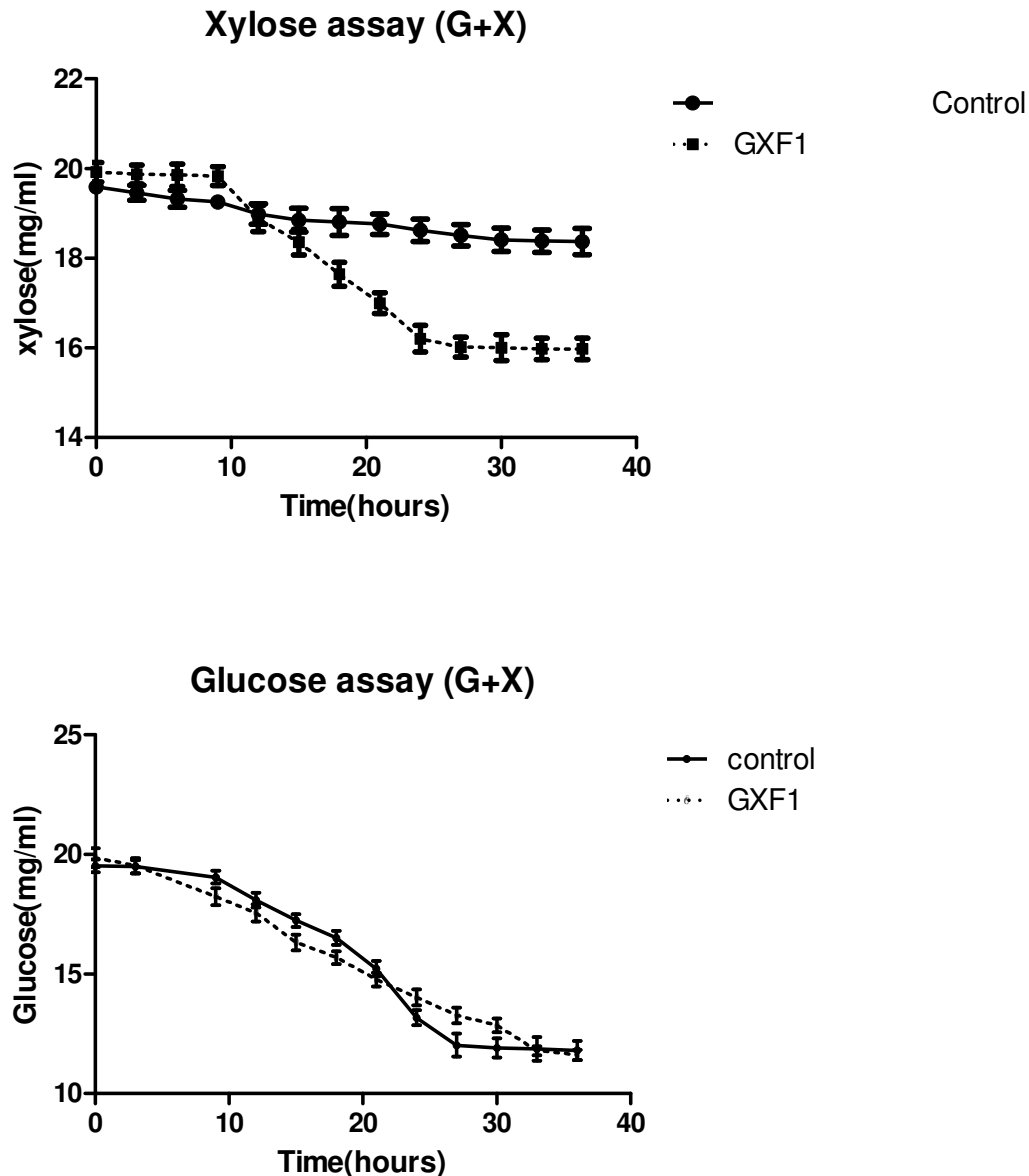 Xylose assay (G+X)
22
20
18
16
14
xylose(mg/ml)
0 10 20 30 40
Time(hours)
Control
GXF1
Glucose assay (G+X)
25
20
15
10
Glucose(mg/ml)
0 10 20 30 40
Time(hours)
control
GXF1